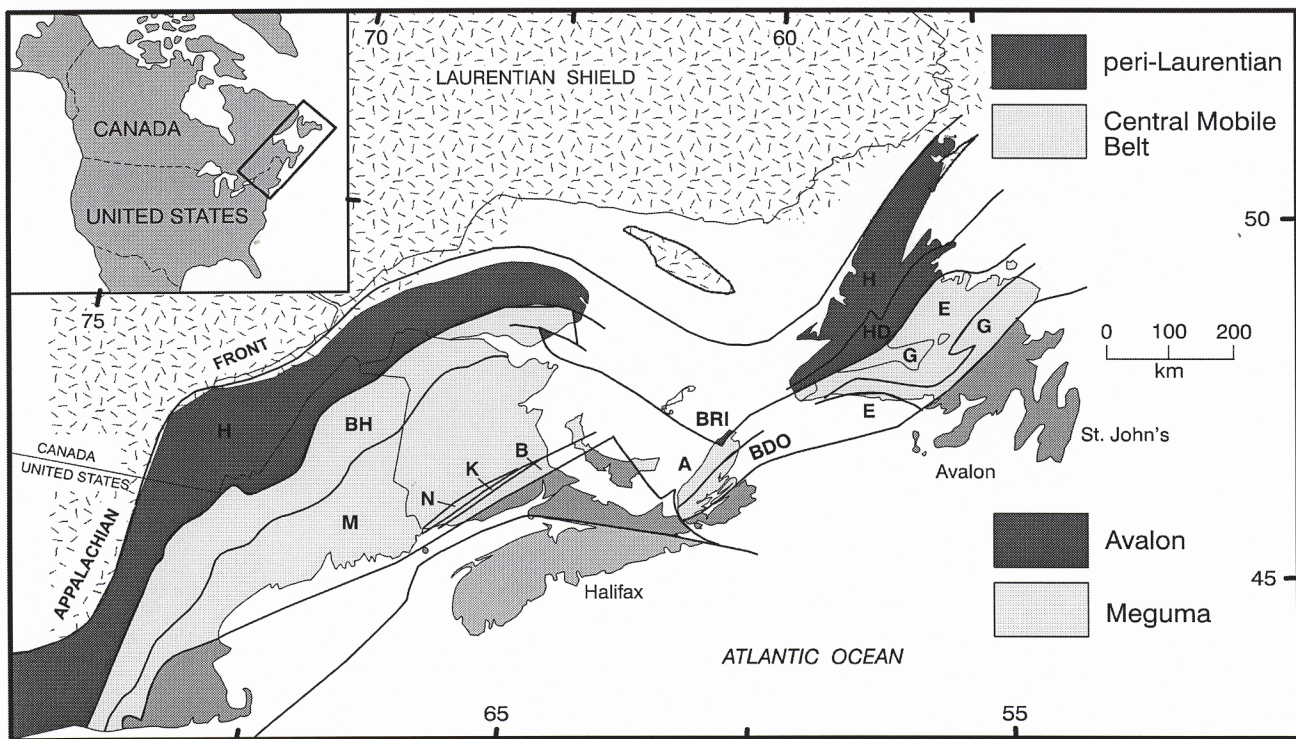 70
60
LAURENTIAN SHIELD
peri-Laurentian
Central Mobile
Belt
CANADA
UNITED STATES
50
75
FRONT
H
HD
E
G
G
0 100 200
km
BH
H
BRI
E
BDO
St. John's
CANADA
UNITED STATES
B
K
A
Avalon
N
M
APPALACHIAN
Avalon
45
Halifax
Meguma
ATLANTIC OCEAN
65
55